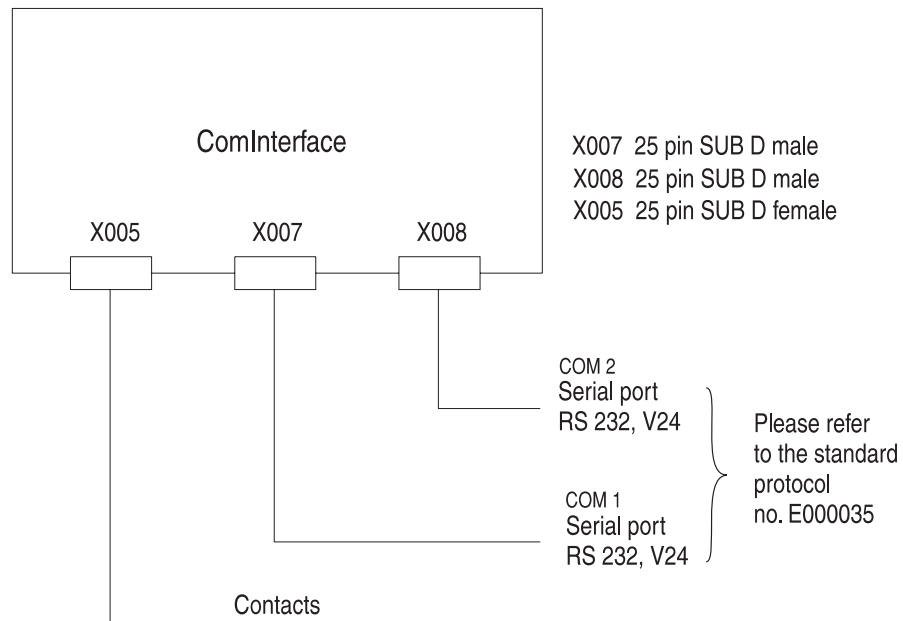 ComInterface
X007 25 pin SUB D male
X008 25 pin SUB D male
X005 25 pin SUB D female
X005
X007
X008
COM 2
Serial port
RS 232, V24
Please refer
to the standard
protocol
no. E000035
COM 1
Serial port
RS 232, V24
Contacts